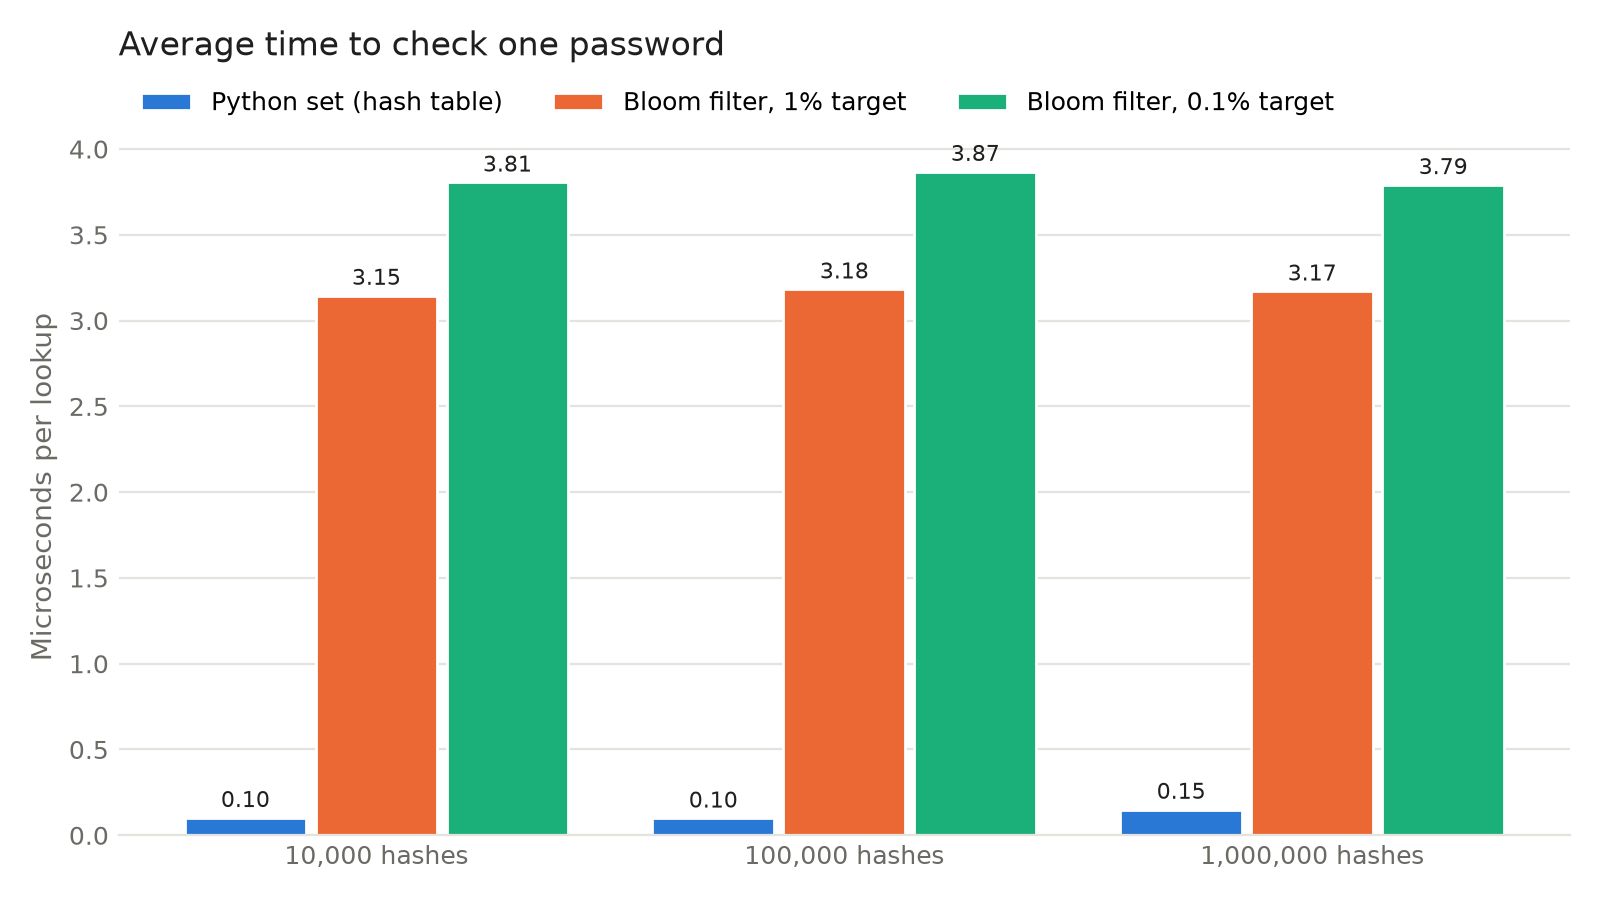 Average time to check one password
Python set (hash table)
Bloom filter, 1% target
Bloom filter, 0.1% target
Microseconds per lookup
4.0
3.5
3.0
2.5
2.0
1.5
1.0
0.5
0.0
0.10
3.15
3.81
0.10
3.18
3.87
0.15
3.17
3.79
10,000 hashes
100,000 hashes
1,000,000 hashes